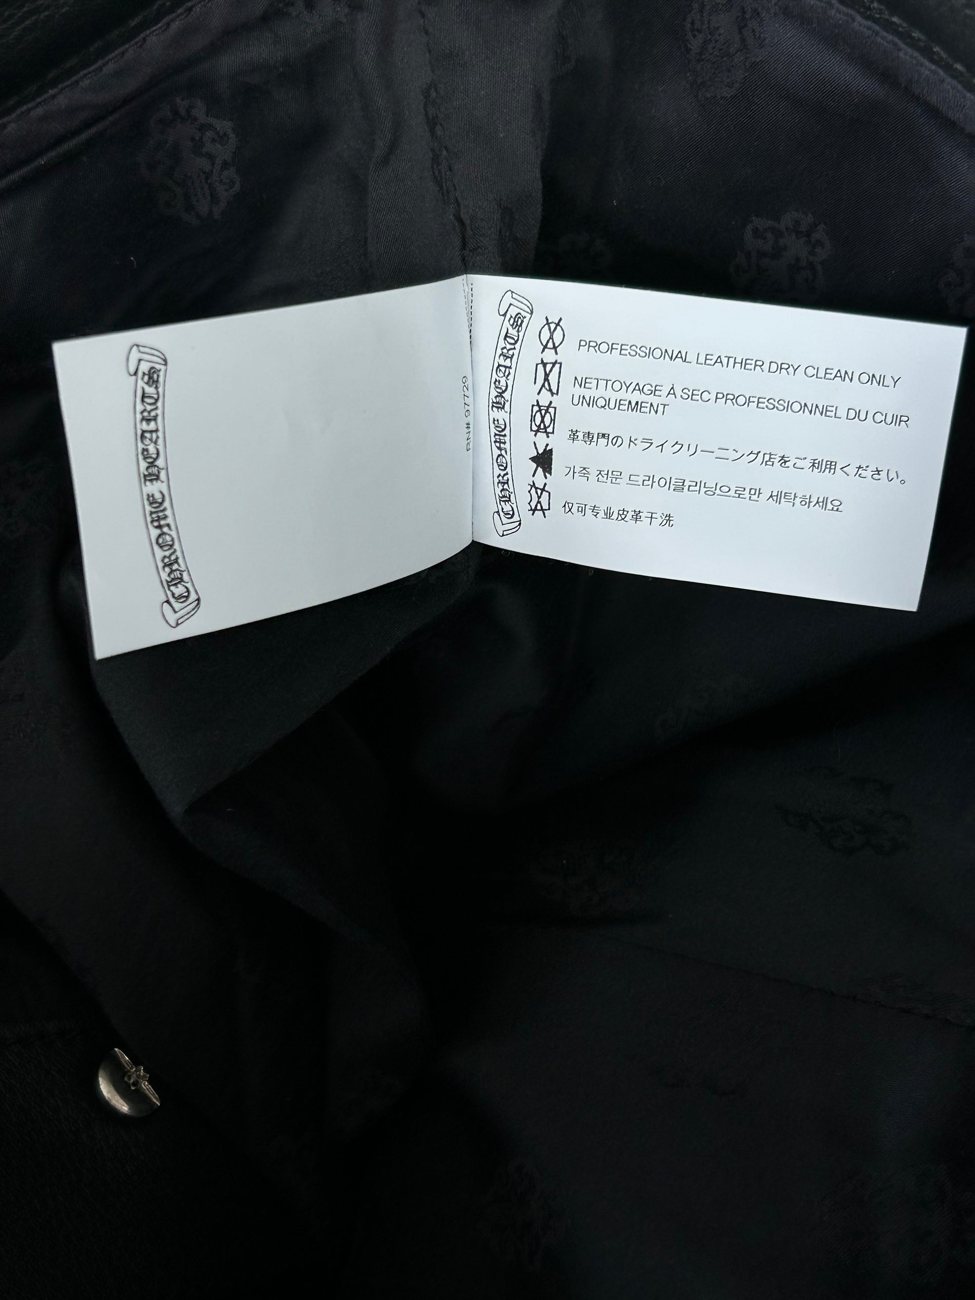 CHROME HEARTS
RN# 97729
CHROME HEARTS
PROFESSIONAL LEATHER DRY CLEAN ONLY
NETTOYAGE À SEC PROFESSIONNEL DU CUIR
UNIQUEMENT
革専門のドライクリーニング店をご利用ください。
가죽 전문 드라이클리닝으로만 세탁하세요
仅可专业皮革干洗